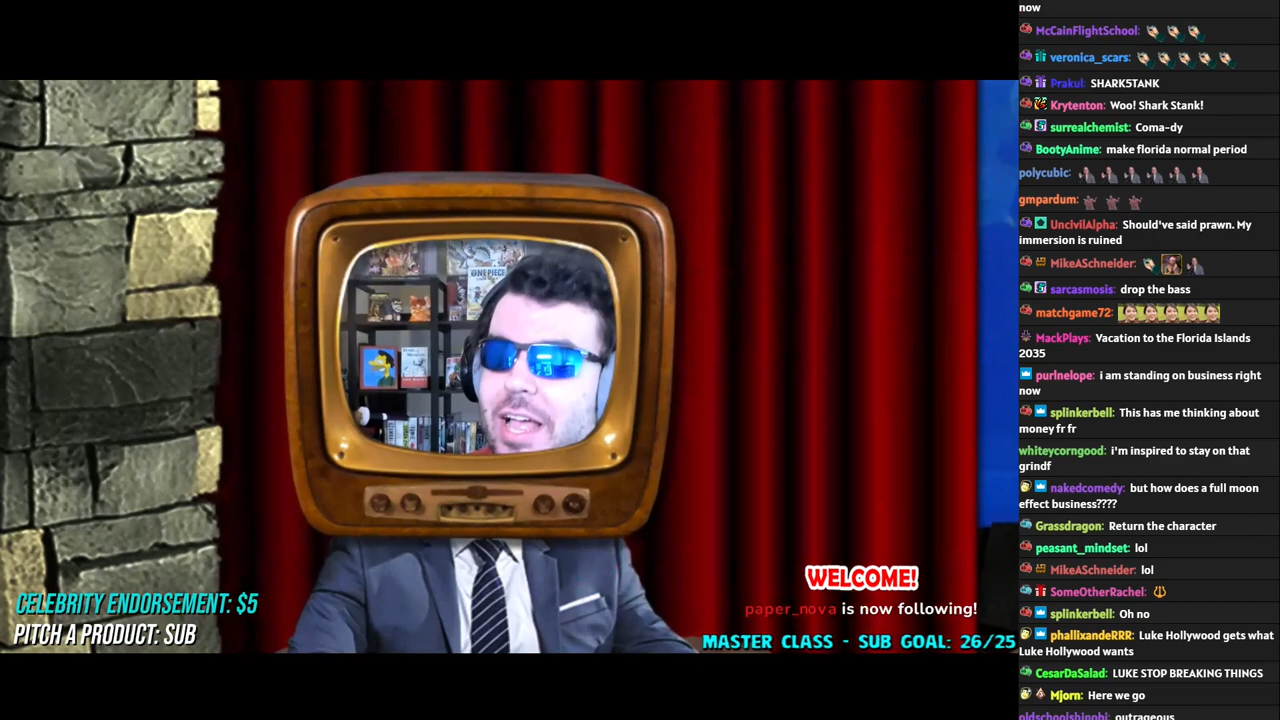 now
McCainFlightSchool:
veronica_scars:
Prakul: SHARK5TANK
Krytenton: Woo! Shark Stank!
surrealchemist: Coma-dy
BootyAnime: make florida normal period
polycubic:
gmpardum:
UncivilAlpha: Should've said prawn. My
immersion is ruined
MikeASchneider:
sarcasmosis: drop the bass
matchgame72:
MackPlays: Vacation to the Florida Islands
2035
purlnelope: i am standing on business right
now
splinkerbell: This has me thinking about
money fr fr
whiteycorngood: i'm inspired to stay on that
grindf
nakedcomedy: but how does a full moon
effect business????
Grassdragon: Return the character
peasant_mindset: lol
MikeASchneider: lol
SomeOtherRachel:
splinkerbell: Oh no
phallixandeRRR: Luke Hollywood gets what
Luke Hollywood wants
CesarDaSalad: LUKE STOP BREAKING THINGS
Mjorn: Here we go
oldschoolshinobi: outrageous
ONE PIECE
CELEBRITY ENDORSEMENT: $5
PITCH A PRODUCT: SUB
WELCOME!
paper_nova is now following!
MASTER CLASS - SUB GOAL: 26/25